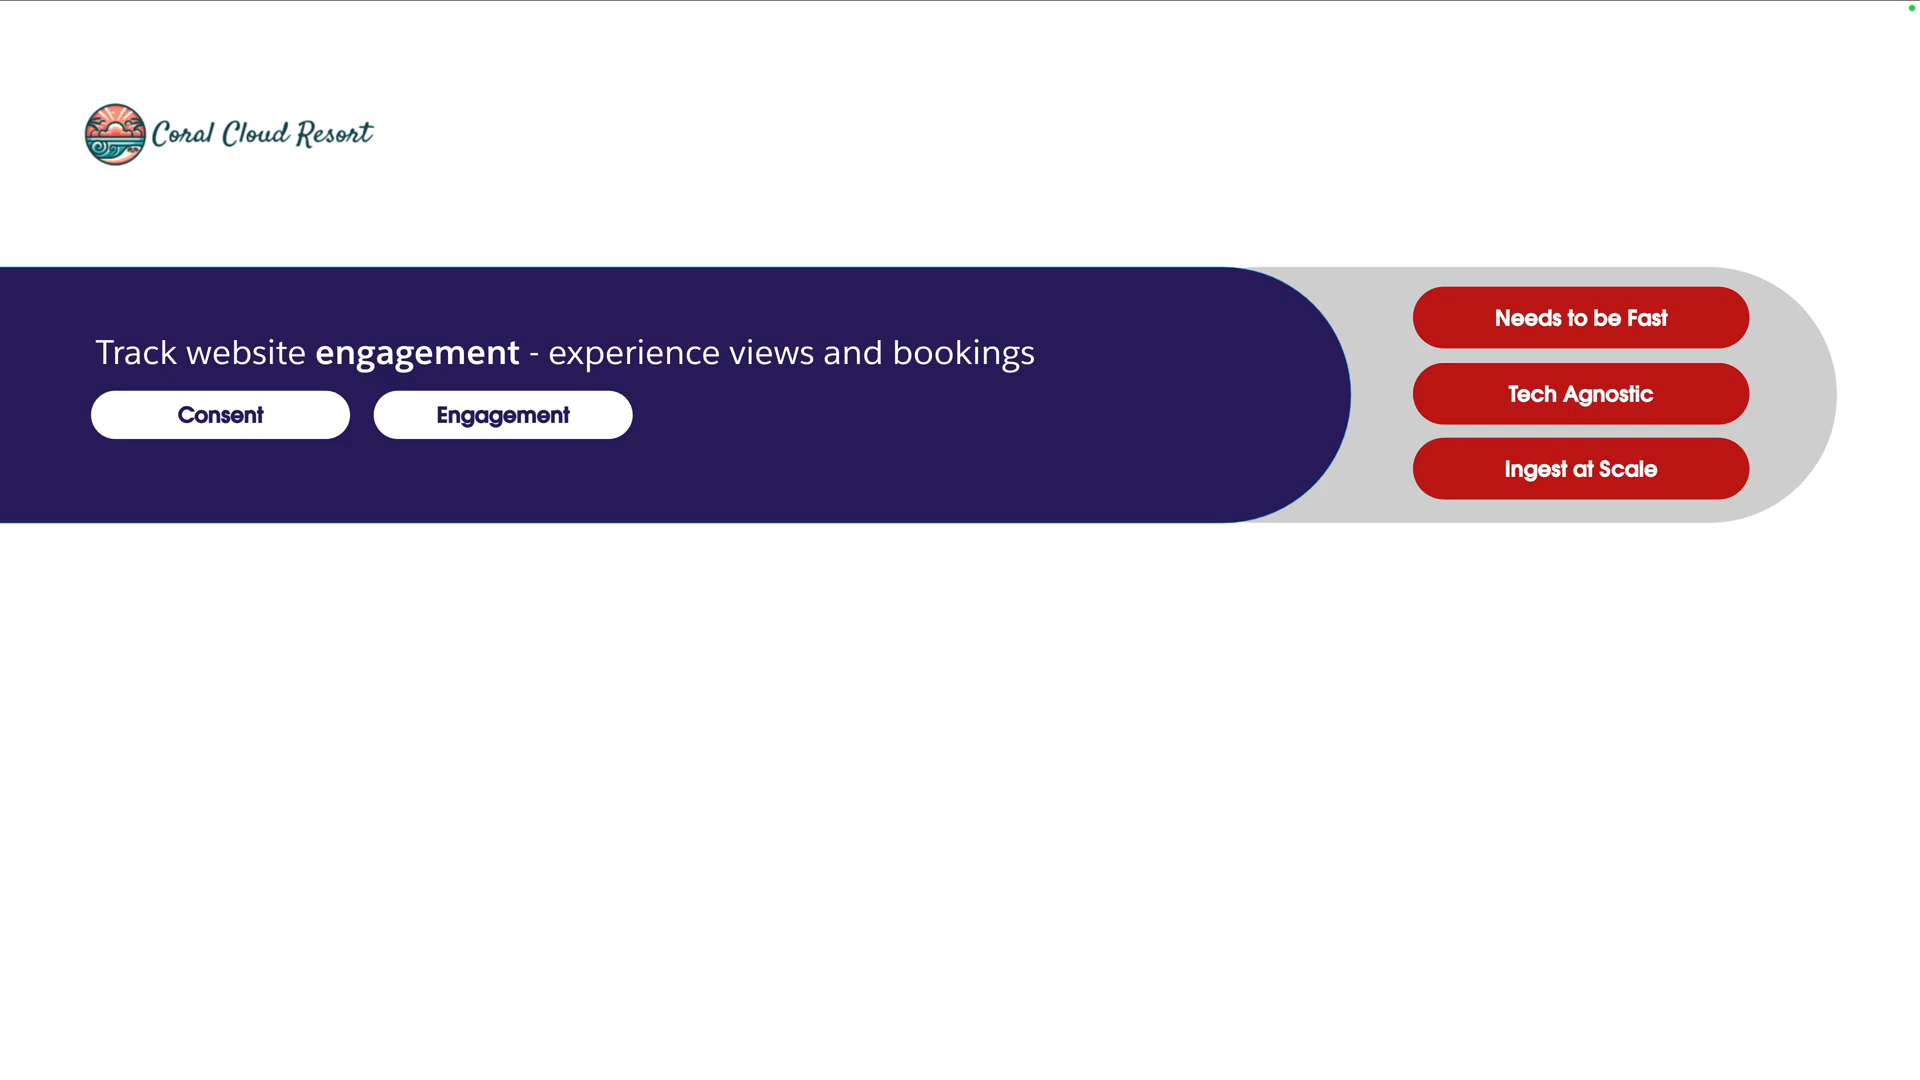 Coral Cloud Resort
Track website engagement - experience views and bookings
Consent
Engagement
Needs to be Fast
Tech Agnostic
Ingest at Scale